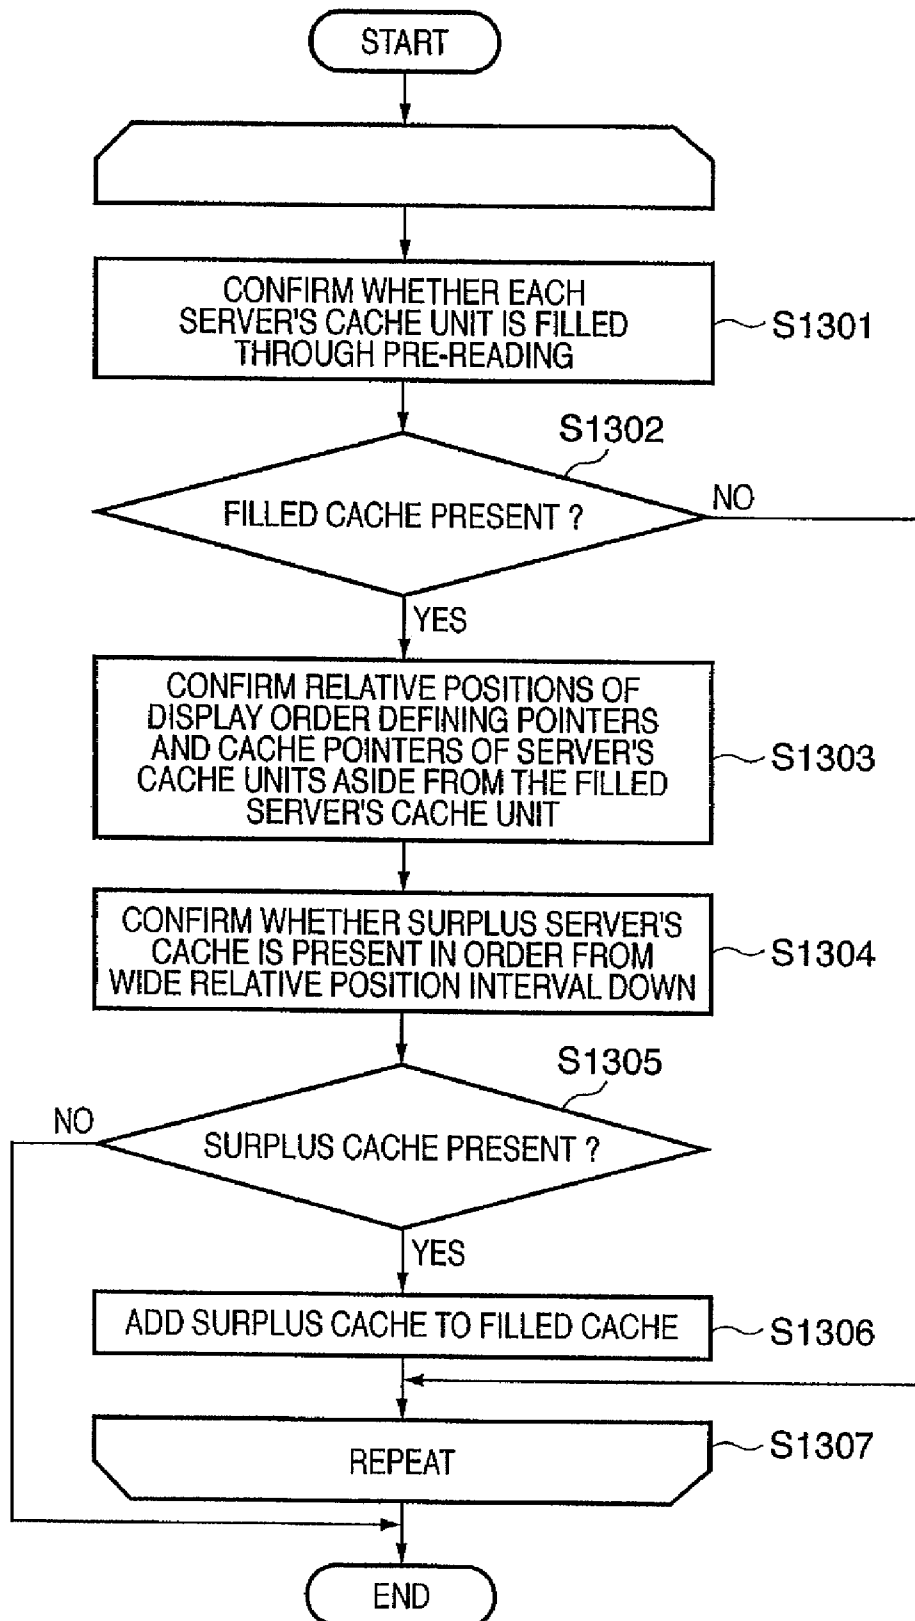 START
CONFIRM WHETHER EACH
SERVER'S CACHE UNIT IS FILLED
THROUGH PRE-READING
S1301
S1302
FILLED CACHE PRESENT ?
NO
YES
CONFIRM RELATIVE POSITIONS OF
DISPLAY ORDER DEFINING POINTERS
AND CACHE POINTERS OF SERVER'S
CACHE UNITS ASIDE FROM THE FILLED
SERVER'S CACHE UNIT
S1303
CONFIRM WHETHER SURPLUS SERVER'S
CACHE IS PRESENT IN ORDER FROM
WIDE RELATIVE POSITION INTERVAL DOWN
S1304
S1305
NO
SURPLUS CACHE PRESENT ?
YES
ADD SURPLUS CACHE TO FILLED CACHE
S1306
REPEAT
S1307
END